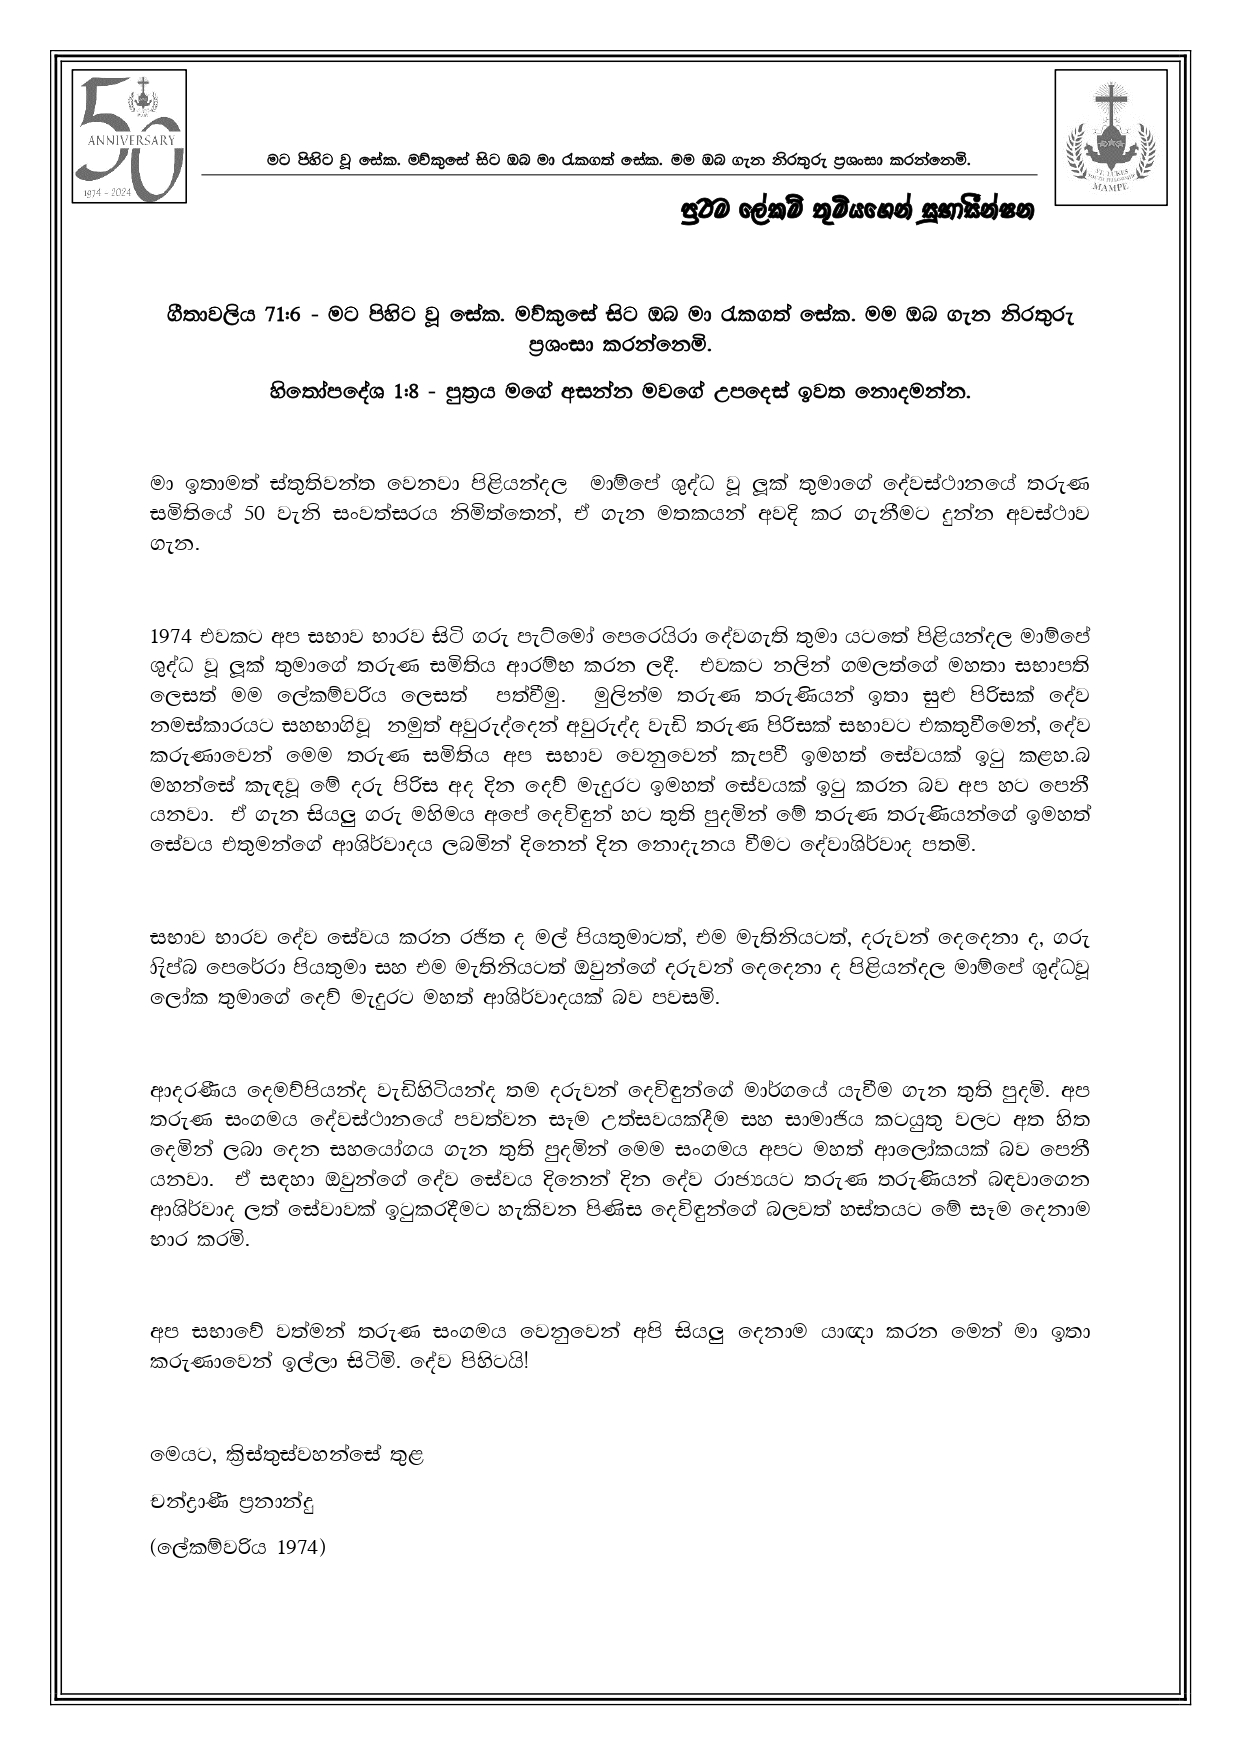 50
ANNIVERSARY
1974 - 2024
මට පිහිට වූ සේක. මව්කුසේ සිට ඔබ මා රැකගත් සේක. මම ඔබ ගැන නිරතුරු ප්‍රශංසා කරන්නෙමි.
ST. LUKE'S
MAMPE
ගීතාවලිය 71:6 - මට පිහිට වූ සේක. මව්කුසේ සිට ඔබ මා රැකගත් සේක. මම ඔබ ගැන නිරතුරු
ප්‍රශංසා කරන්නෙමි.
හිතෝපදේශ 1:8 - පුත්‍රය මගේ අසන්න මවගේ උපදෙස් ඉවත නොදමන්න.
මා ඉතාමත් ස්තුතිවන්ත වෙනවා පිළියන්දල මාම්පේ ශුද්ධ වූ ලූක් තුමාගේ දේවස්ථානයේ තරුණ
සමිතියේ 50 වැනි සංවත්සරය නිමිත්තෙන්, ඒ ගැන මතකයන් අවදි කර ගැනීමට දුන්න අවස්ථාව
ගැන.
1974 එවකට අප සභාව භාරව සිටි ගරු පැට්මෝ පෙරෙයිරා දේවගැති තුමා යටතේ පිළියන්දල මාම්පේ
ශුද්ධ වූ ලූක් තුමාගේ තරුණ සමිතිය ආරම්භ කරන ලදී. එවකට නලින් ගමලත්ගේ මහතා සභාපති
ලෙසත් මම ලේකම්වරිය ලෙසත් පත්වීමු. මුලින්ම තරුණ තරුණියන් ඉතා සුළු පිරිසක් දේව
නමස්කාරයට සහභාගිවූ නමුත් අවුරුද්දෙන් අවුරුද්ද වැඩි තරුණ පිරිසක් සභාවට එකතුවීමෙන්, දේව
කරුණාවෙන් මෙම තරුණ සමිතිය අප සභාව වෙනුවෙන් කැපවී ඉමහත් සේවයක් ඉටු කළහ.ඔබ
මහන්සේ කැඳවූ මේ දරු පිරිස අද දින දෙව් මැදුරට ඉමහත් සේවයක් ඉටු කරන බව අප හට පෙනී
යනවා. ඒ ගැන සියලු ගරු මහිමය අපේ දෙවිඳුන් හට තුති පුදමින් මේ තරුණ තරුණියන්ගේ ඉමහත්
සේවය එතුමන්ගේ ආශිර්වාදය ලබමින් දිනෙන් දින නොදැනය වීමට දේවාශිර්වාද පතමි.
සභාව භාරව දේව සේවය කරන රජිත ද මල් පියතුමාටත්, එම මැතිනියටත්, දරුවන් දෙදෙනා ද, ගරු
පෙරේරා පියතුමා සහ එම මැතිනියටත් ඔවුන්ගේ දරුවන් දෙදෙනා ද පිළියන්දල මාම්පේ ශුද්ධවූ
ලෝක තුමාගේ දෙව් මැදුරට මහත් ආශිර්වාදයක් බව පවසමි.
ආදරණීය දෙමව්පියන්ද වැඩිහිටියන්ද තම දරුවන් දෙවිඳුන්ගේ මාර්ගයේ යැවීම ගැන තුති පුදමි. අප
තරුණ සංගමය දේවස්ථානයේ පවත්වන සෑම උත්සවයකදීම සහ සාමාජිය කටයුතු වලට අත හිත
දෙමින් ලබා දෙන සහයෝගය ගැන තුති පුදමින් මෙම සංගමය අපට මහත් ආලෝකයක් බව පෙනී
යනවා. ඒ සඳහා ඔවුන්ගේ දේව සේවය දිනෙන් දින දේව රාජ්‍යයට තරුණ තරුණියන් බඳවාගෙන
ආශිර්වාද ලත් සේවාවක් ඉටුකරදීමට හැකිවන පිණිස දෙවිඳුන්ගේ බලවත් හස්තයට මේ සෑම දෙනාම
භාර කරමි.
අප සභාවේ වත්මන් තරුණ සංගමය වෙනුවෙන් අපි සියලු දෙනාම යාඥා කරන මෙන් මා ඉතා
කරුණාවෙන් ඉල්ලා සිටිමි. දේව පිහිටයි!
මෙයට, ක්‍රිස්තුස්වහන්සේ තුළ
චන්ද්‍රාණී ප්‍රනාන්දු
(ලේකම්වරිය 1974)